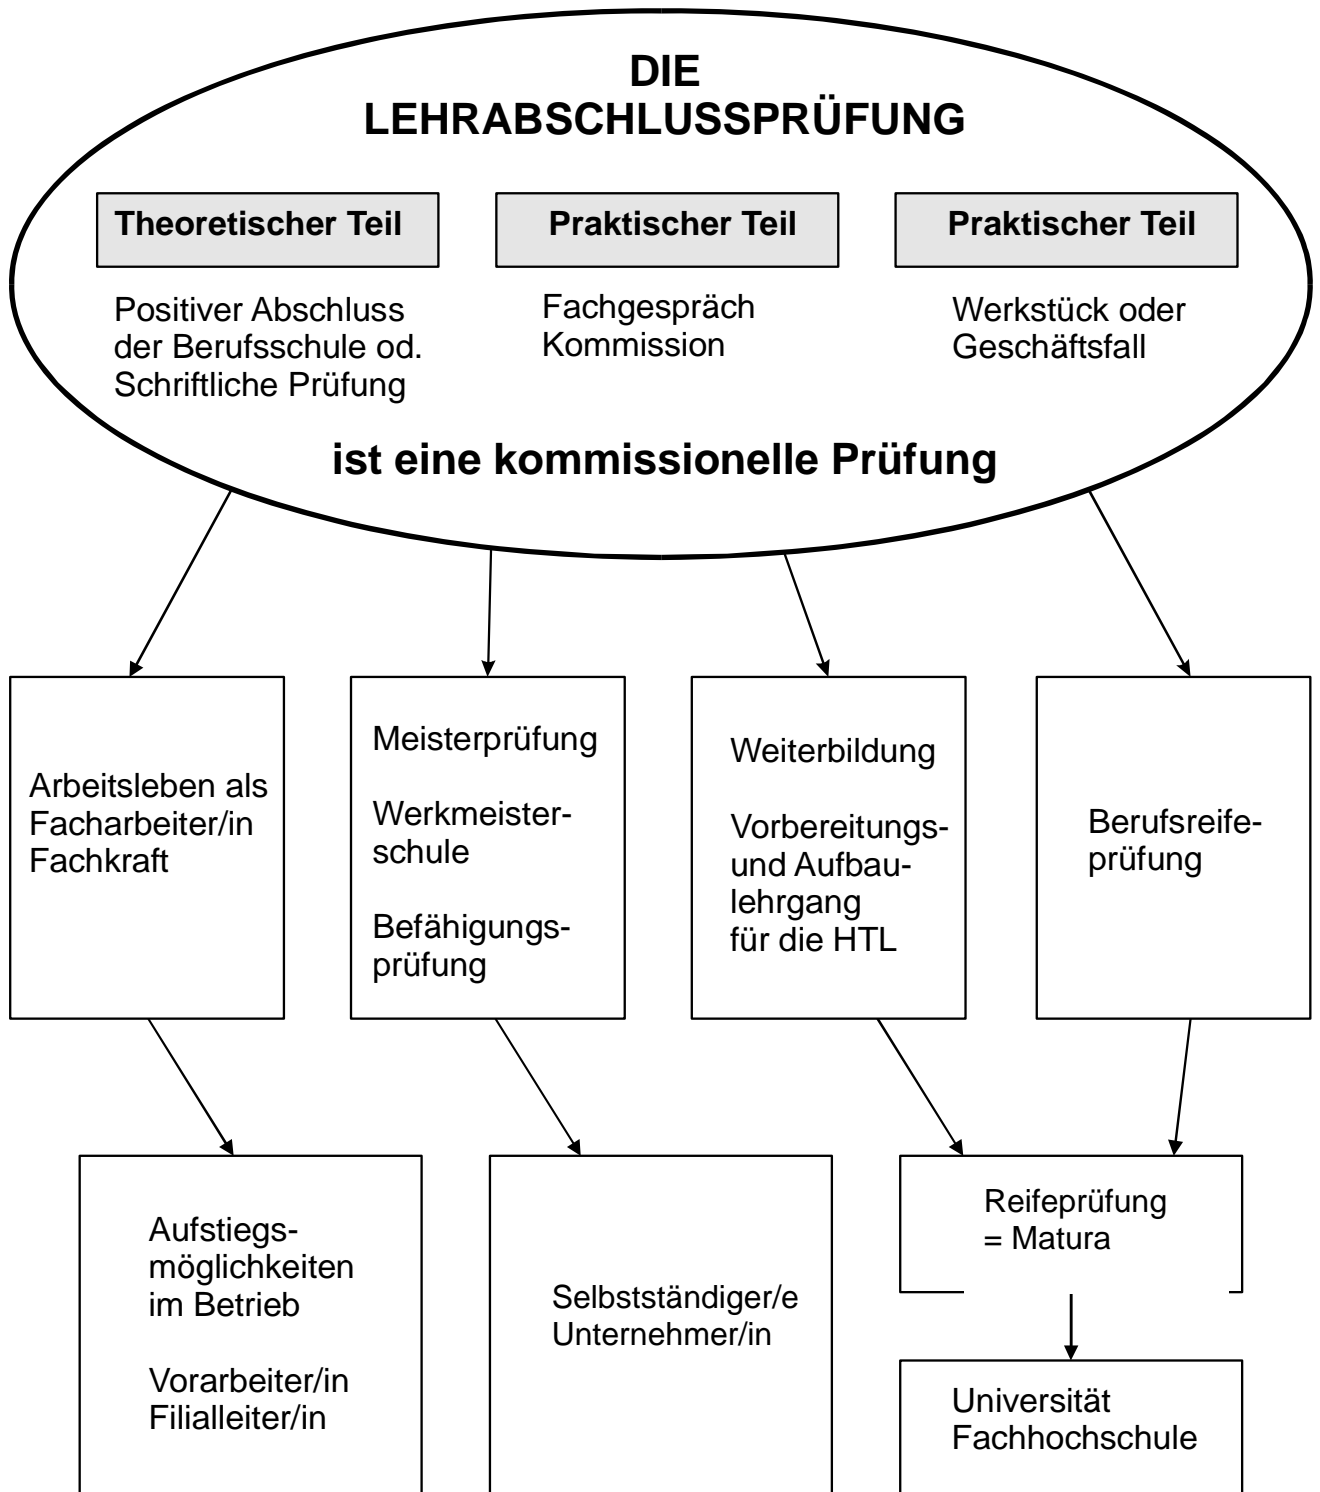 DIE
LEHRABSCHLUSSPRÜFUNG
Theoretischer Teil
Positiver Abschluss
der Berufsschule od.
Schriftliche Prüfung
Praktischer Teil
Fachgespräch
Kommission
Praktischer Teil
Werkstück oder
Geschäftsfall
ist eine kommissionelle Prüfung
Arbeitsleben als
Facharbeiter/in
Fachkraft
Meisterprüfung
Werkmeister-
schule
Befähigungs-
prüfung
Weiterbildung
Vorbereitungs-
und Aufbau-
lehrgang
für die HTL
Berufsreife-
prüfung
Aufstiegs-
möglichkeiten
im Betrieb
Vorarbeiter/in
Filialleiter/in
Selbstständiger/e
Unternehmer/in
Reifeprüfung
= Matura
Universität
Fachhochschule